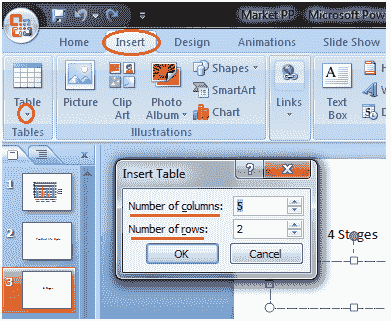 Market PP Microsoft Pow
Home Insert Design Animations Slide Show
Table Picture Clip Art Photo Album Shapes SmartArt Chart Links Text Box
Tables Illustrations
Insert Table
Number of columns: 5
Number of rows: 2
OK Cancel
1
2
3
4 Stages